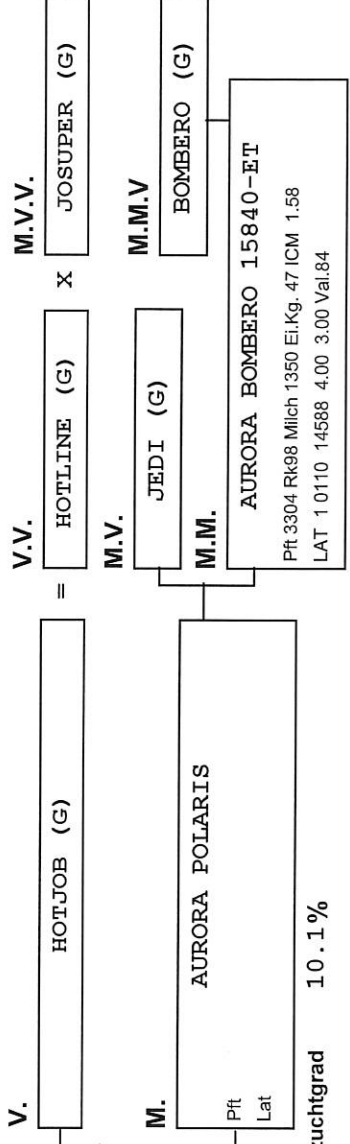 V.
HOTJOB (G)
=
V.V.
HOTLINE (G)
X
M.V.V.
JOSUPER (G)
M.
AURORA POLARIS
Pft
Lat
M.V.
JEDI (G)
M.M.
AURORA BOMBERO 15840-ET
Pft 3304 Rk98 Milch 1350 Ei.Kg. 47 ICM 1.58
LAT 1 0110 14588 4.00 3.00 Val.84
M.M.V
BOMBERO (G)
zuchtgrad 10.1%